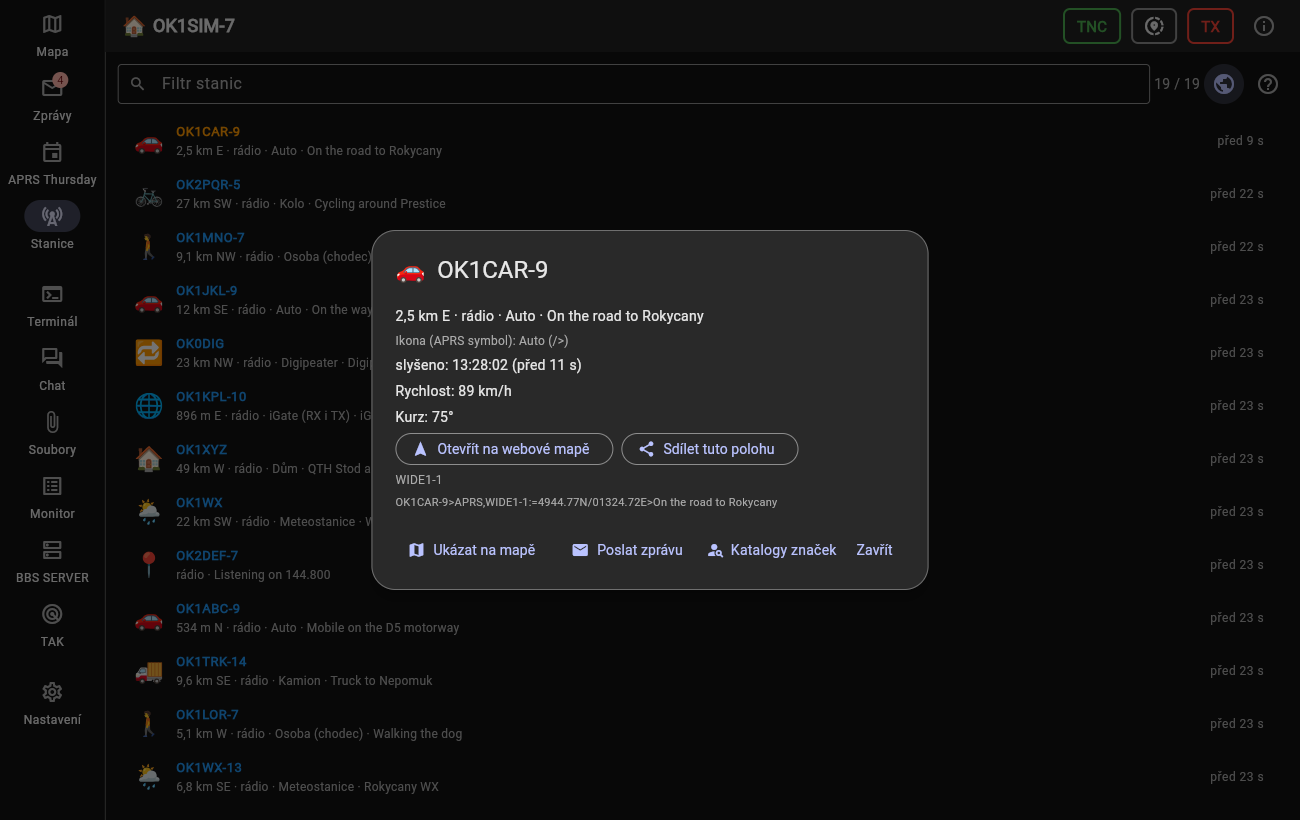 OK1SIM-7
TNC
TX
Mapa
4
Zprávy
APRS Thursday
Stanice
Terminál
Chat
Soubory
Monitor
BBS SERVER
TAK
Nastavení
Filtr stanic
19 / 19
OK1CAR-9
2,5 km E · rádio · Auto · On the road to Rokycany
před 9 s
OK2PQR-5
27 km SW · rádio · Kolo · Cycling around Prestice
před 22 s
OK1MNO-7
9,1 km NW · rádio · Osoba (chodec)
před 22 s
OK1JKL-9
12 km SE · rádio · Auto · On the way
před 23 s
OK0DIG
23 km NW · rádio · Digipeater ·
před 23 s
OK1KPL-10
896 m E · rádio · iGate (RX i TX) ·
před 23 s
OK1XYZ
49 km W · rádio · Dům · QTH Stod a
před 23 s
OK1WX
22 km SW · rádio · Meteostanice ·
před 23 s
OK2DEF-7
rádio · Listening on 144.800
před 23 s
OK1ABC-9
534 m N · rádio · Auto · Mobile on the D5 motorway
před 23 s
OK1TRK-14
9,6 km SE · rádio · Kamion · Truck to Nepomuk
před 23 s
OK1LOR-7
5,1 km W · rádio · Osoba (chodec) · Walking the dog
před 23 s
OK1WX-13
6,8 km SE · rádio · Meteostanice · Rokycany WX
před 23 s
OK1CAR-9
2,5 km E · rádio · Auto · On the road to Rokycany
Ikona (APRS symbol): Auto (/>)
slyšeno: 13:28:02 (před 11 s)
Rychlost: 89 km/h
Kurz: 75°
Otevřít na webové mapě
Sdílet tuto polohu
WIDE1-1
OK1CAR-9>APRS,WIDE1-1:=4944.77N/01324.72E>On the road to Rokycany
Ukázat na mapě
Poslat zprávu
Katalogy značek
Zavřít